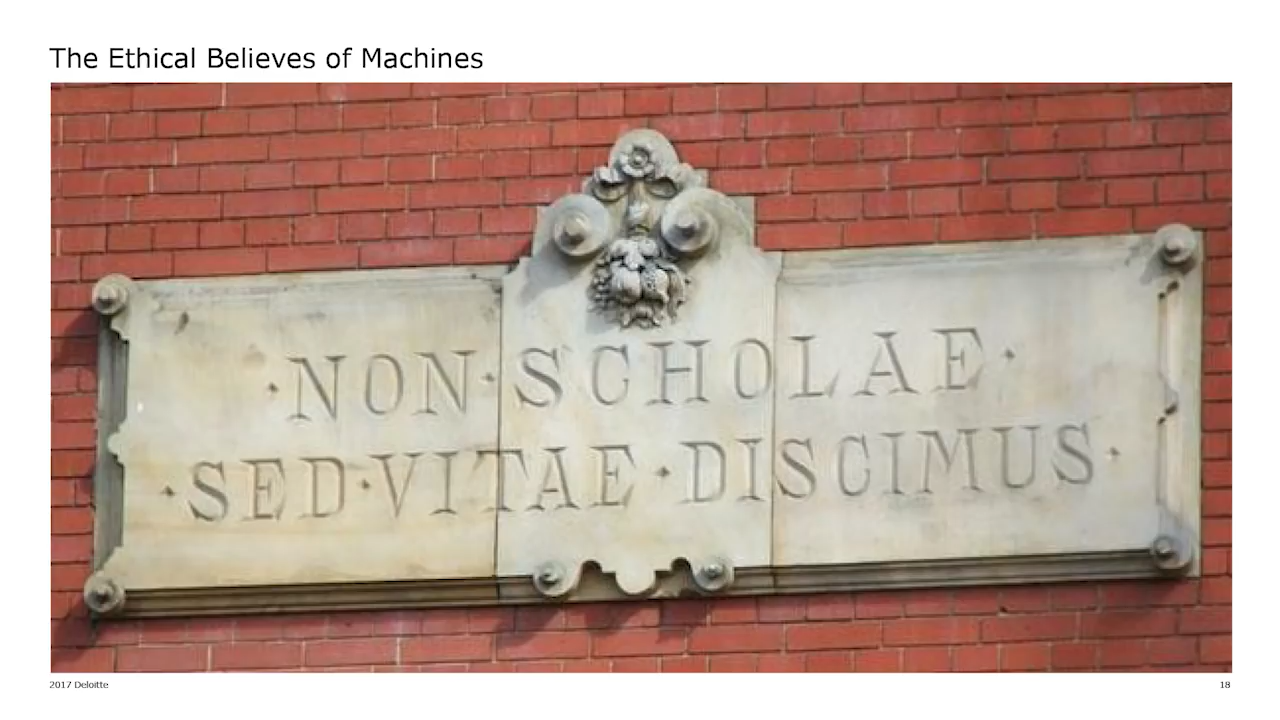 The Ethical Believes of Machines
·NON·SCHOLAE·
·SED·VITAE·DISCIMUS·
2017 Deloitte
18